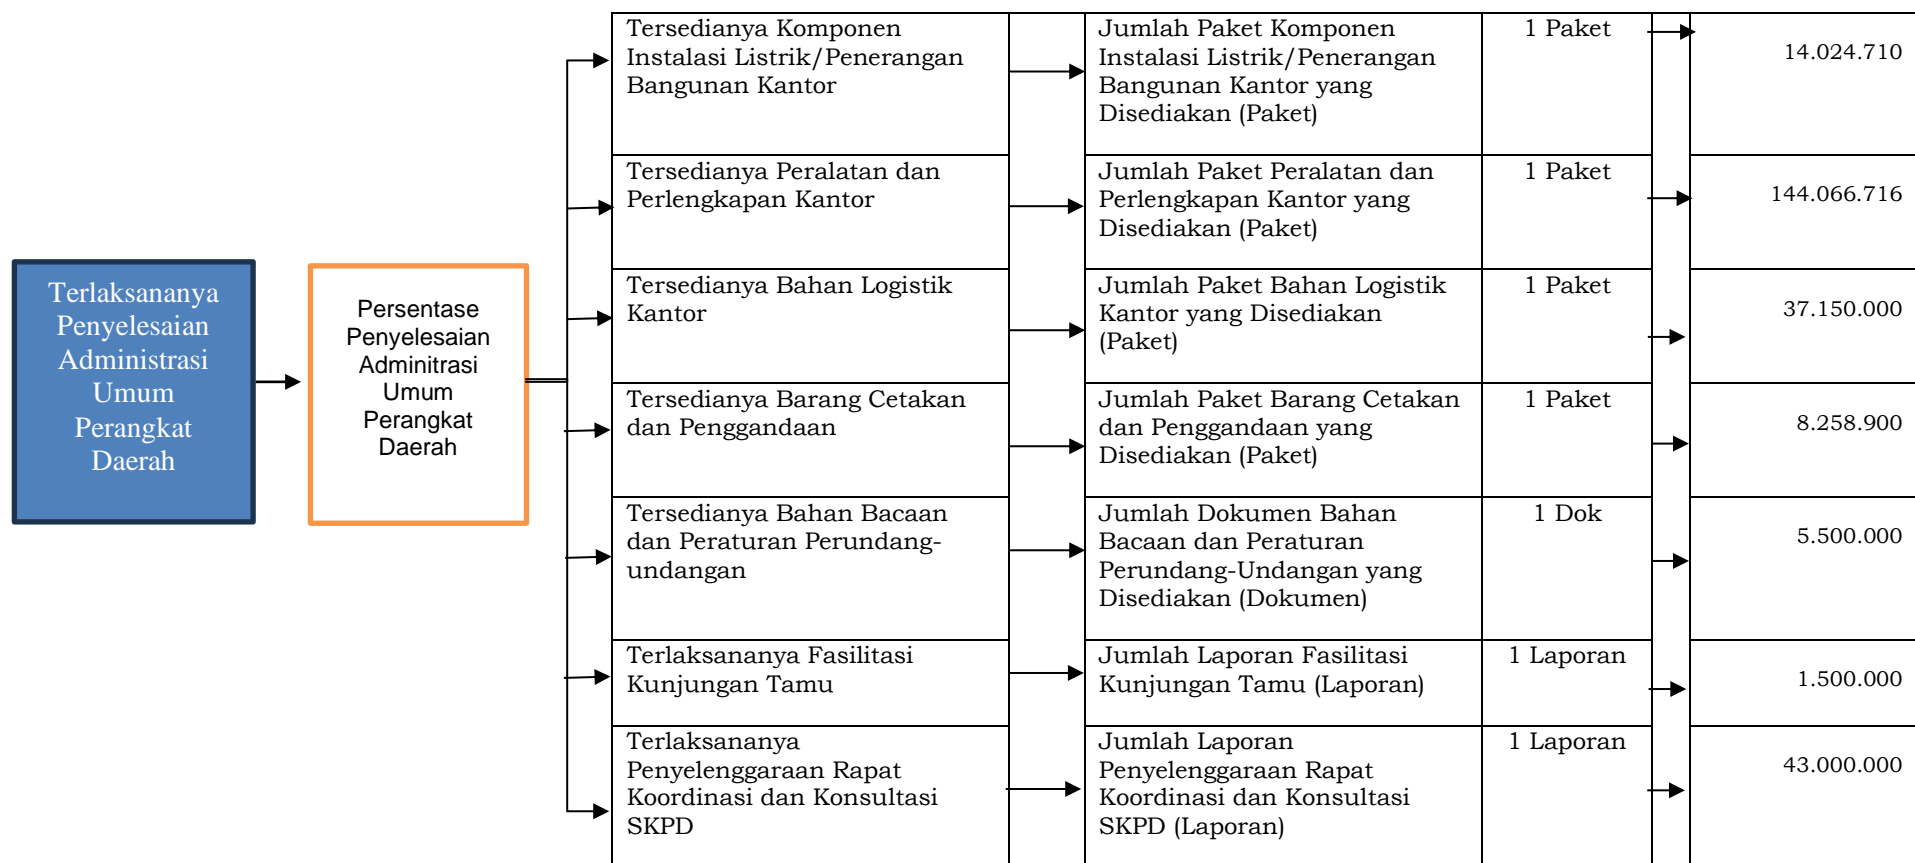 Terlaksananya
Penyelesaian
Administrasi
Umum
Perangkat
Daerah
Persentase
Penyelesaian
Adminitrasi
Umum
Perangkat
Daerah
Tersedianya Komponen
Instalasi Listrik/Penerangan
Bangunan Kantor
Jumlah Paket Komponen
Instalasi Listrik/Penerangan
Bangunan Kantor yang
Disediakan (Paket)
1 Paket
14.024.710
Tersedianya Peralatan dan
Perlengkapan Kantor
Jumlah Paket Peralatan dan
Perlengkapan Kantor yang
Disediakan (Paket)
1 Paket
144.066.716
Tersedianya Bahan Logistik
Kantor
Jumlah Paket Bahan Logistik
Kantor yang Disediakan
(Paket)
1 Paket
37.150.000
Tersedianya Barang Cetakan
dan Penggandaan
Jumlah Paket Barang Cetakan
dan Penggandaan yang
Disediakan (Paket)
1 Paket
8.258.900
Tersedianya Bahan Bacaan
dan Peraturan Perundang-
undangan
Jumlah Dokumen Bahan
Bacaan dan Peraturan
Perundang-Undangan yang
Disediakan (Dokumen)
1 Dok
5.500.000
Terlaksananya Fasilitasi
Kunjungan Tamu
Jumlah Laporan Fasilitasi
Kunjungan Tamu (Laporan)
1 Laporan
1.500.000
Terlaksananya
Penyelenggaraan Rapat
Koordinasi dan Konsultasi
SKPD
Jumlah Laporan
Penyelenggaraan Rapat
Koordinasi dan Konsultasi
SKPD (Laporan)
1 Laporan
43.000.000